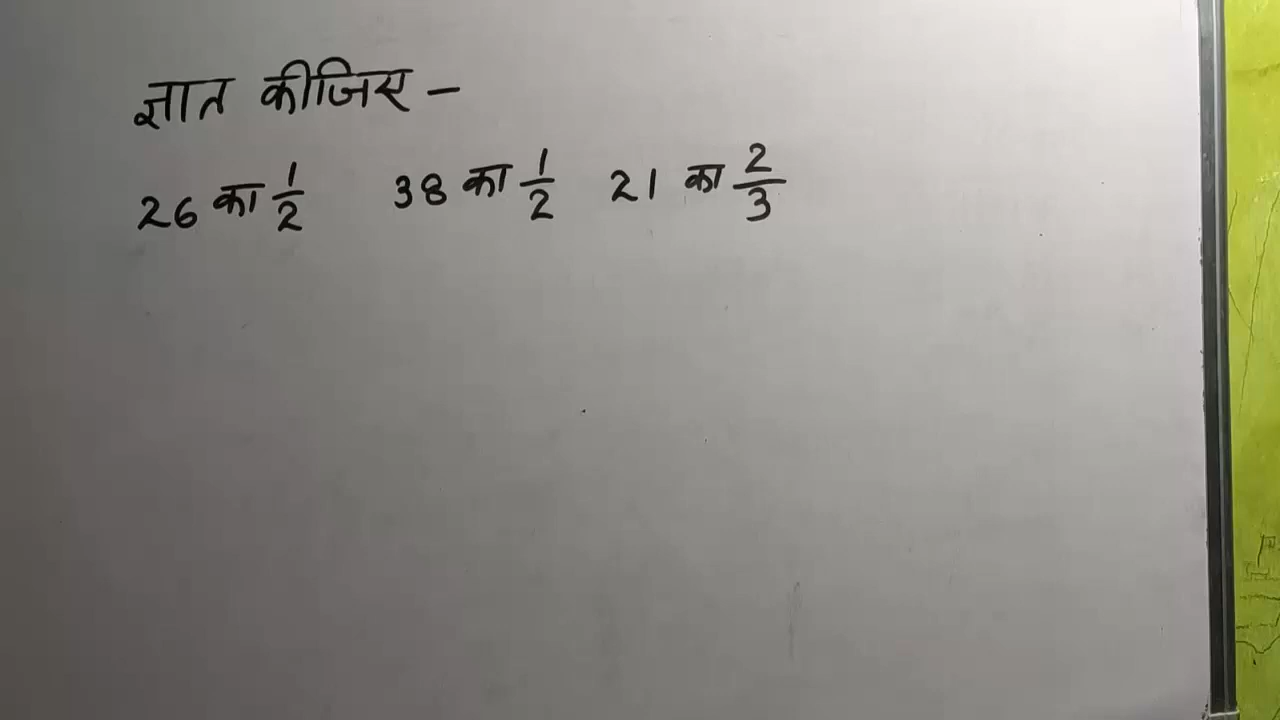 ज्ञात कीजिए -
26 का 1/2 38 का 1/2 21 का 2/3